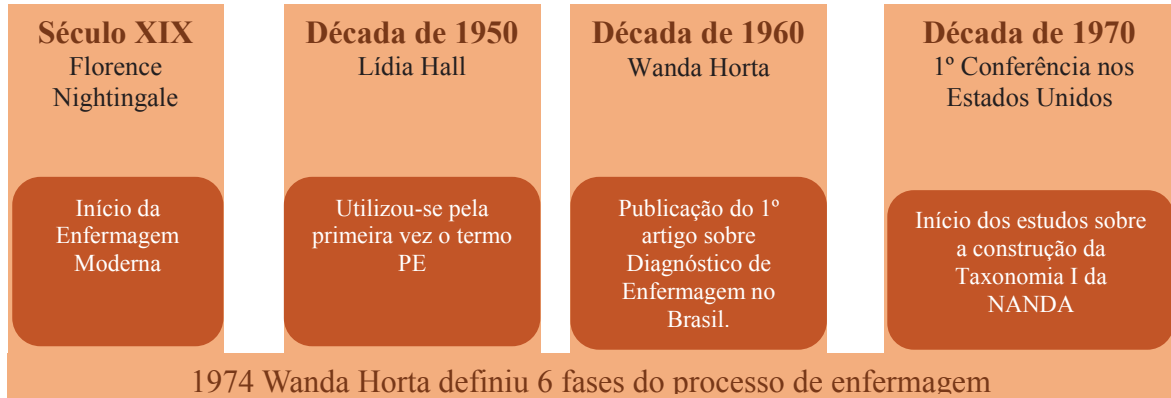 Século XIX
Florence
Nightingale
Início da
Enfermagem
Moderna
Década de 1950
Lídia Hall
Utilizou-se pela
primeira vez o termo
PE
Década de 1960
Wanda Horta
Publicação do 1º
artigo sobre
Diagnóstico de
Enfermagem no
Brasil.
Década de 1970
1º Conferência nos
Estados Unidos
Início dos estudos sobre
a construção da
Taxonomia I da
NANDA
1974 Wanda Horta definiu 6 fases do processo de enfermagem